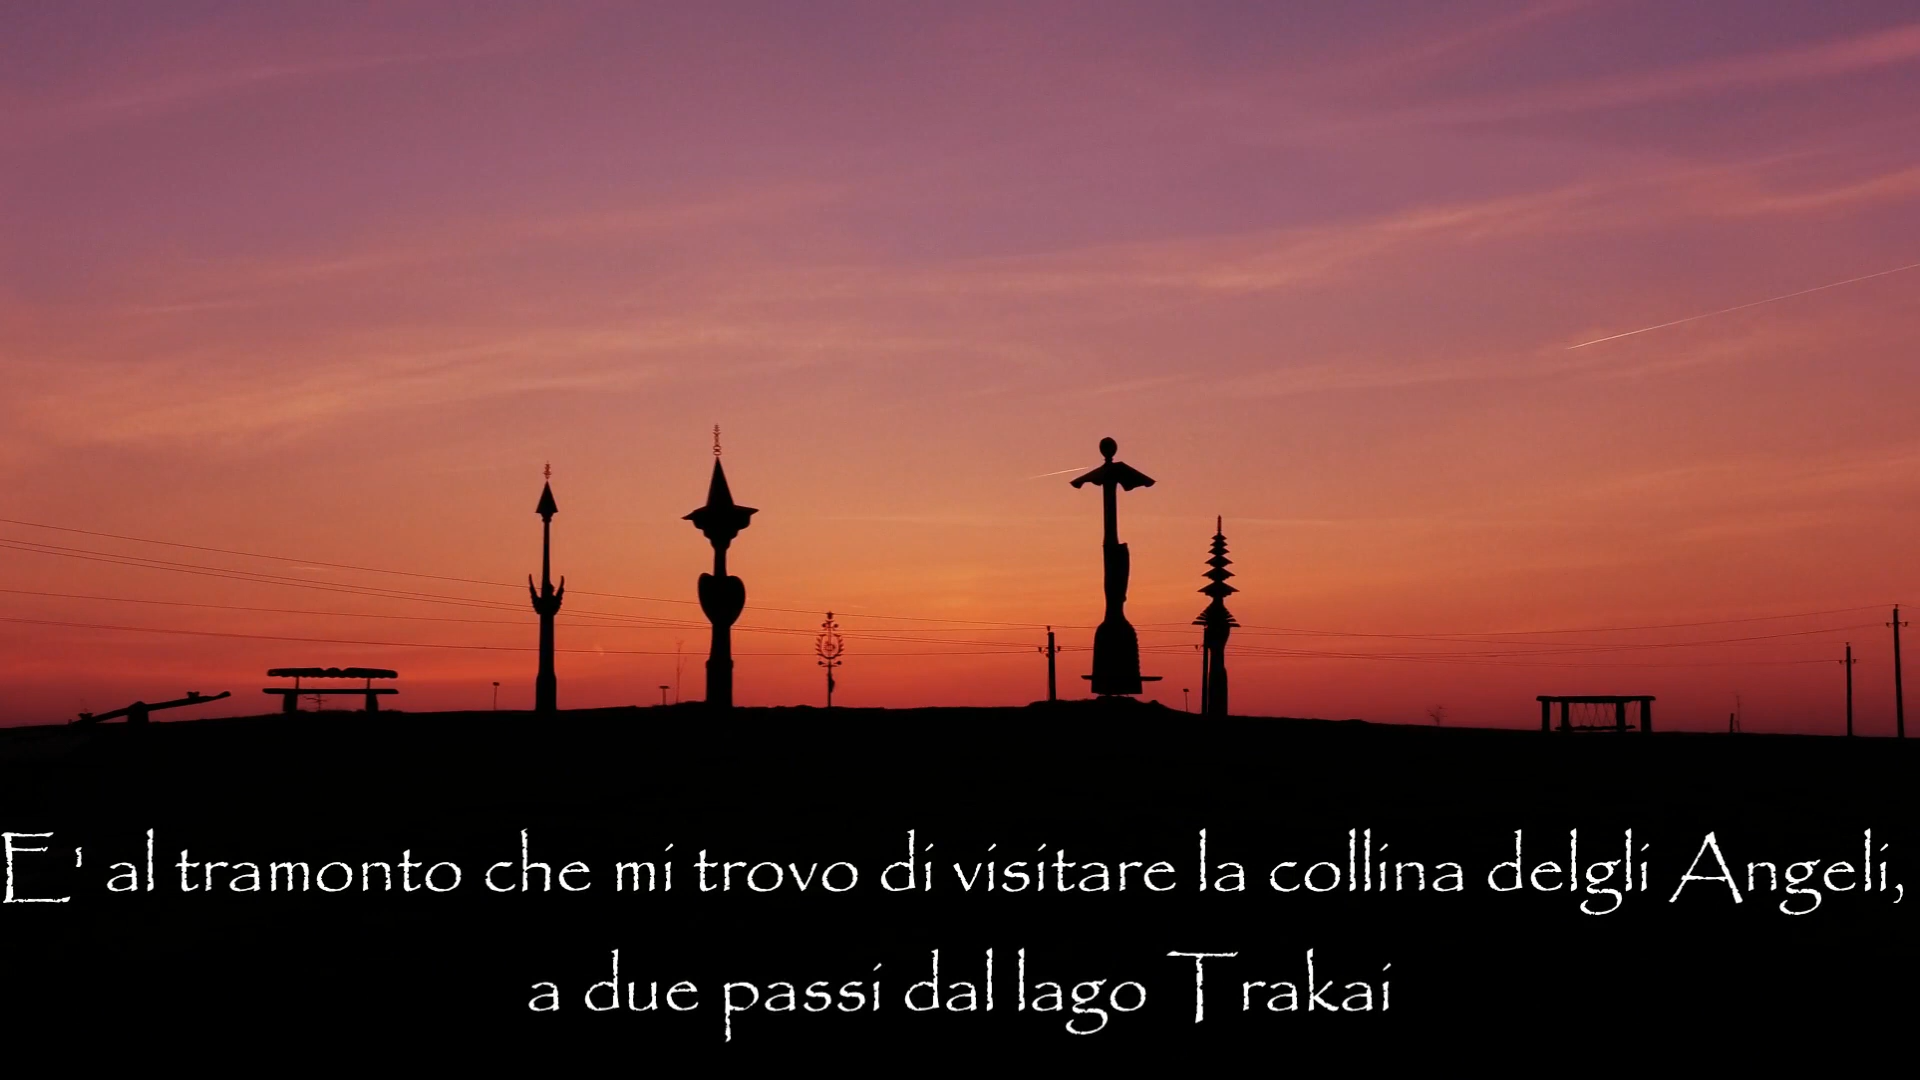 E' al tramonto che mi trovo di visitare la collina delgli Angeli,
a due passi dal lago Trakai